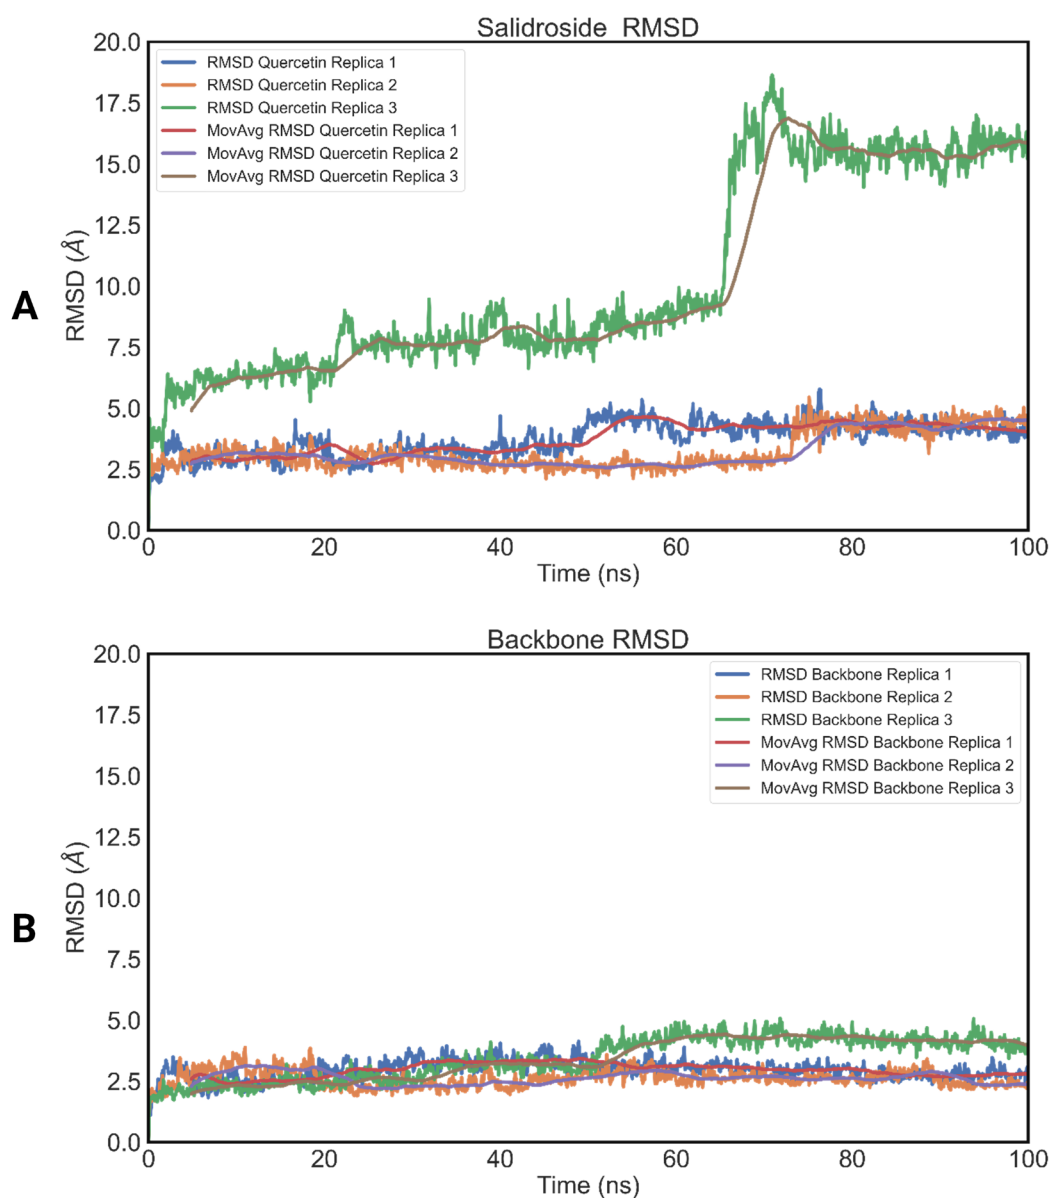 Salidroside  RMSD
20.0
17.5
15.0
12.5
10.0
7.5
5.0
2.5
0.0
RMSD (Å)
A
RMSD Quercetin Replica 1
RMSD Quercetin Replica 2
RMSD Quercetin Replica 3
MovAvg RMSD Quercetin Replica 1
MovAvg RMSD Quercetin Replica 2
MovAvg RMSD Quercetin Replica 3
0 20 40 60 80 100
Time (ns)
Backbone RMSD
20.0
17.5
15.0
12.5
10.0
7.5
5.0
2.5
0.0
RMSD (Å)
B
RMSD Backbone Replica 1
RMSD Backbone Replica 2
RMSD Backbone Replica 3
MovAvg RMSD Backbone Replica 1
MovAvg RMSD Backbone Replica 2
MovAvg RMSD Backbone Replica 3
0 20 40 60 80 100
Time (ns)